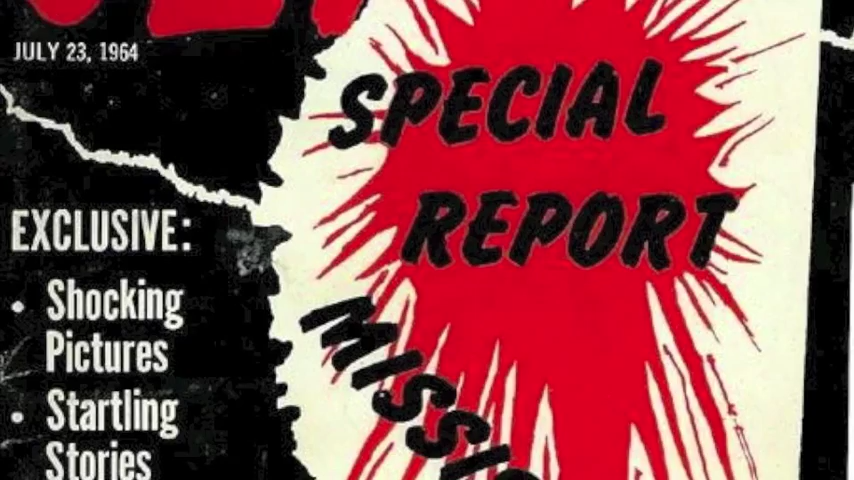 JULY 23, 1964
SPECIAL
REPORT
EXCLUSIVE:
• Shocking
Pictures
• Startling
Stories